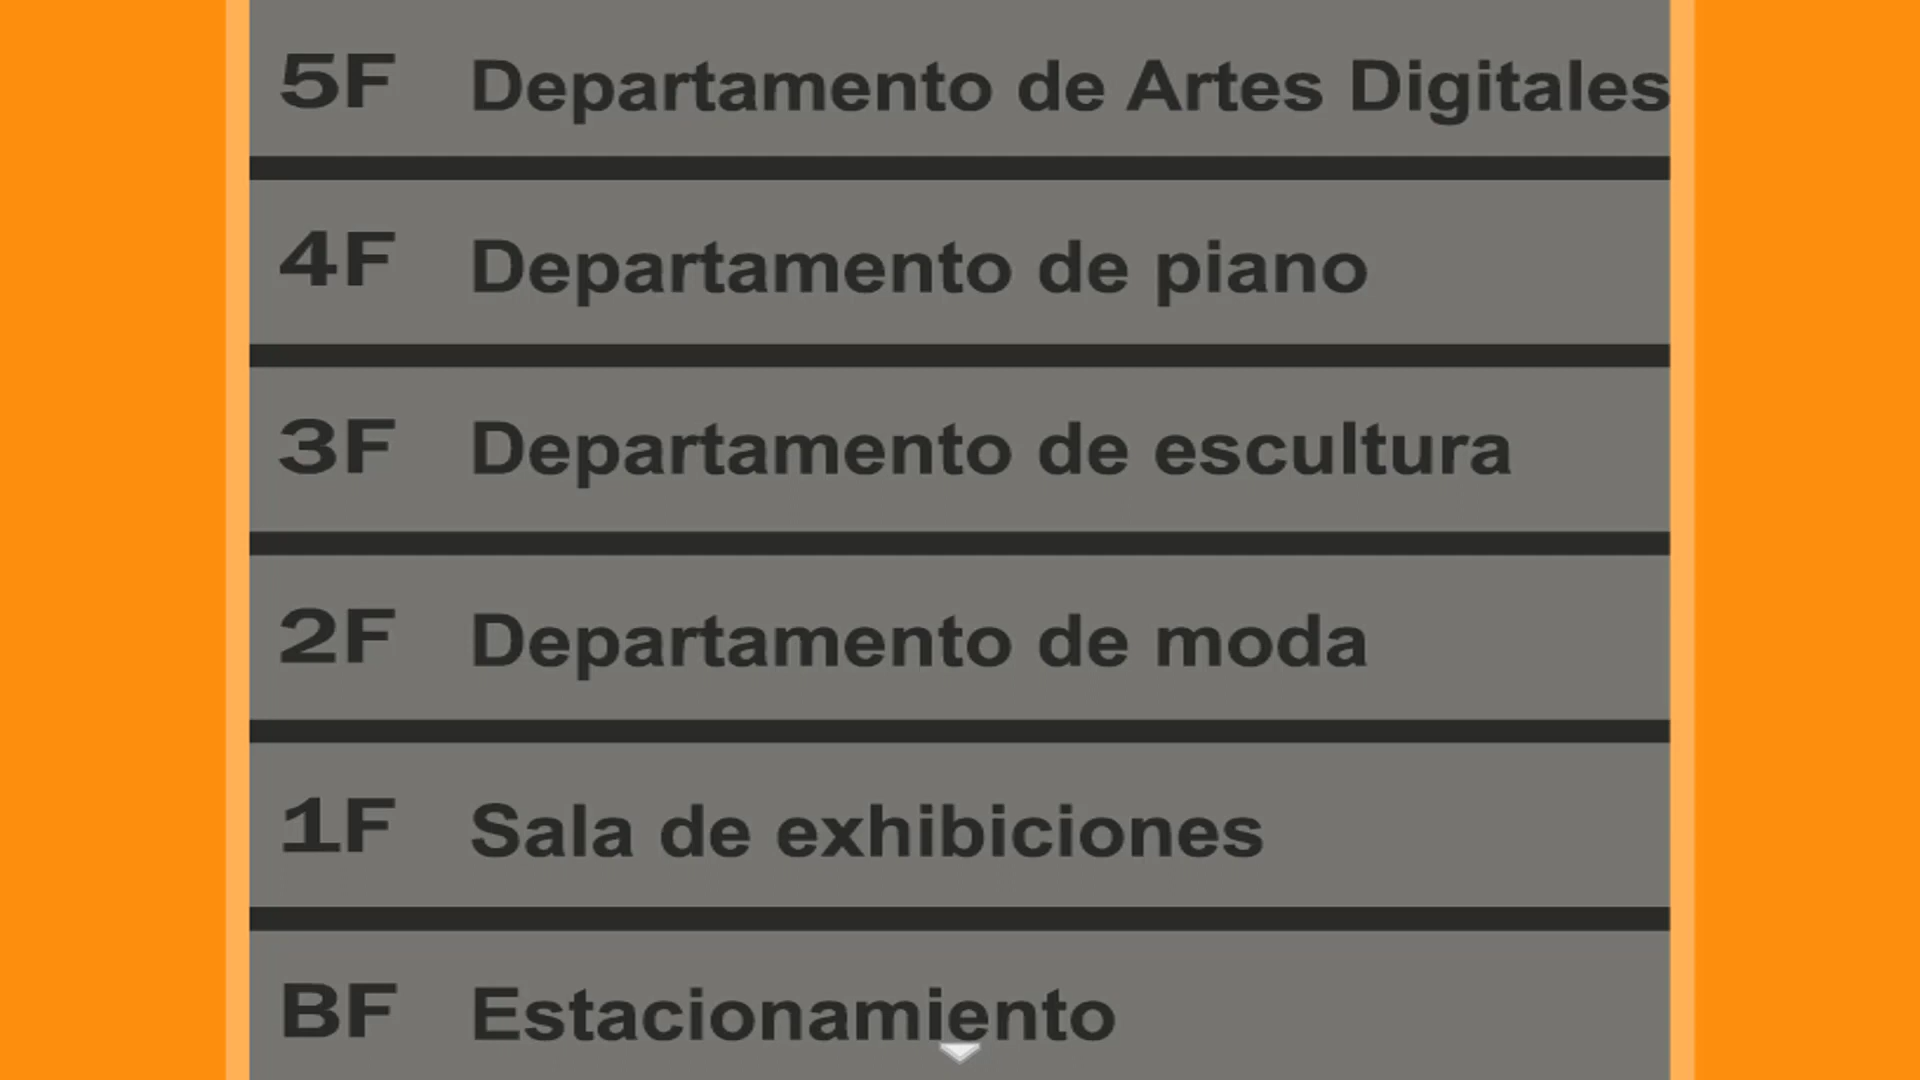 5F Departamento de Artes Digitales
4F Departamento de piano
3F Departamento de escultura
2F Departamento de moda
1F Sala de exhibiciones
BF Estacionamiento